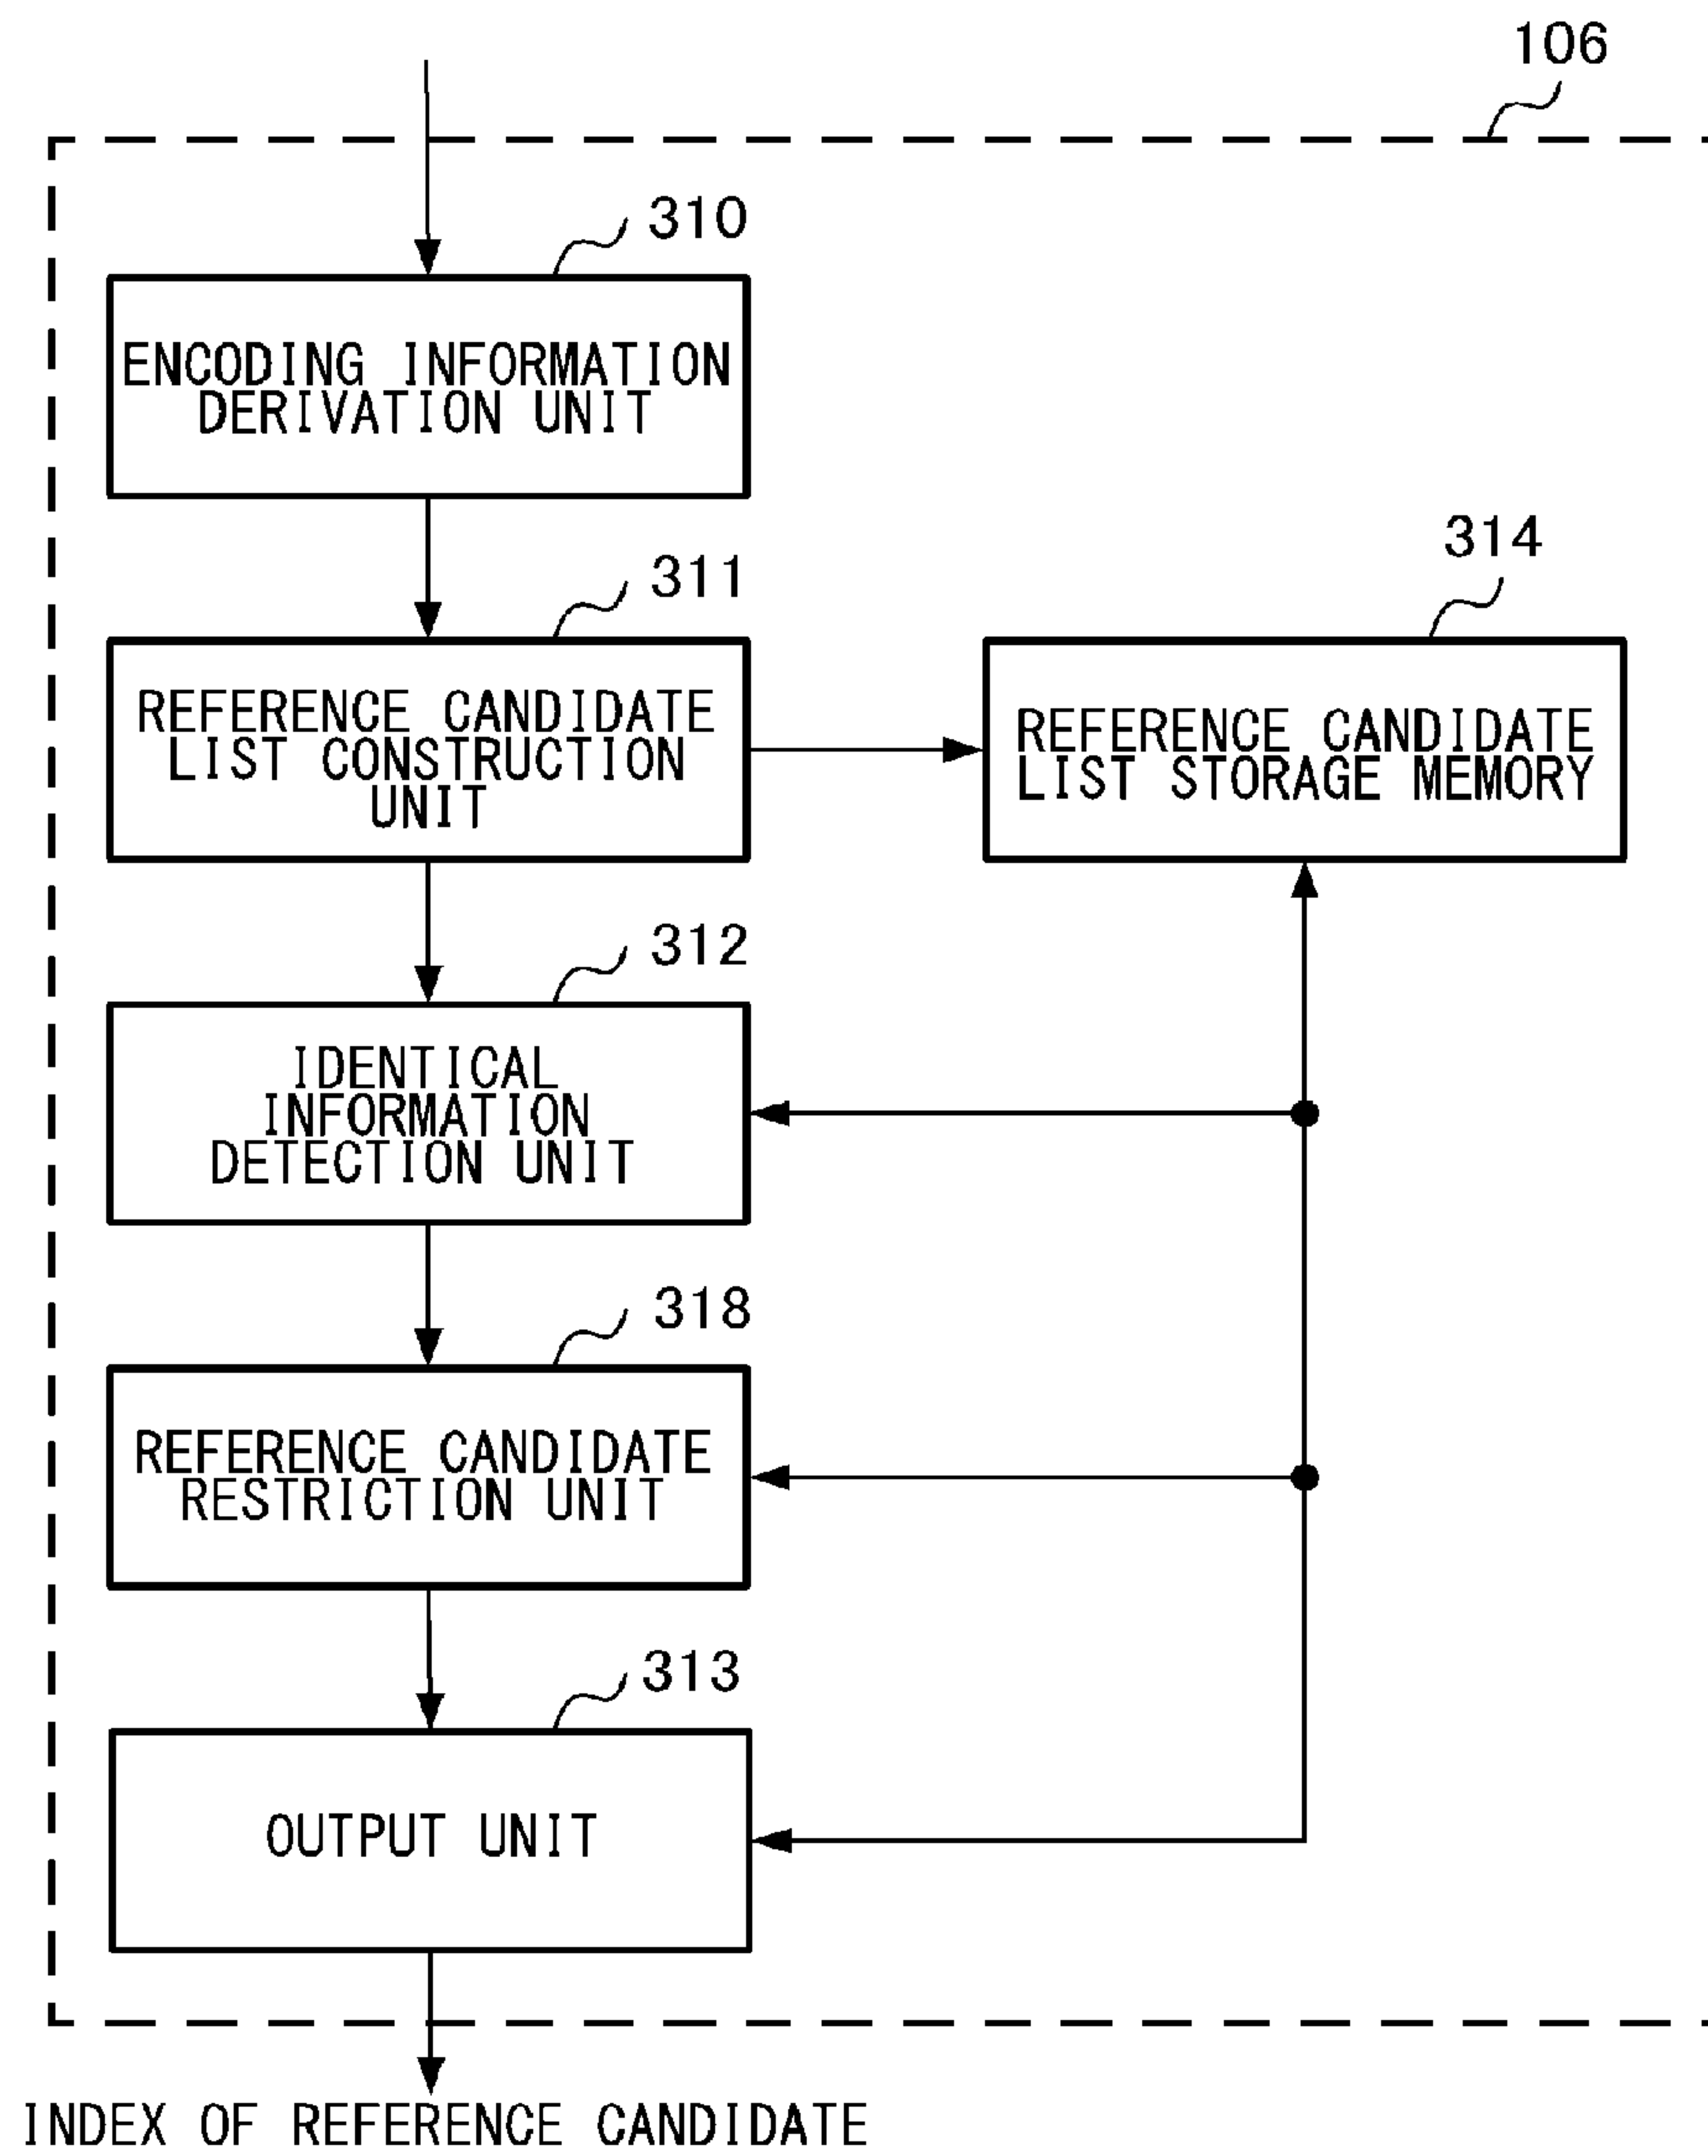 106
310
ENCODING INFORMATION
DERIVATION UNIT
311
314
REFERENCE CANDIDATE
LIST CONSTRUCTION
UNIT
REFERENCE CANDIDATE
LIST STORAGE MEMORY
312
IDENTICAL
INFORMATION
DETECTION UNIT
318
REFERENCE CANDIDATE
RESTRICTION UNIT
313
OUTPUT UNIT
INDEX OF REFERENCE CANDIDATE